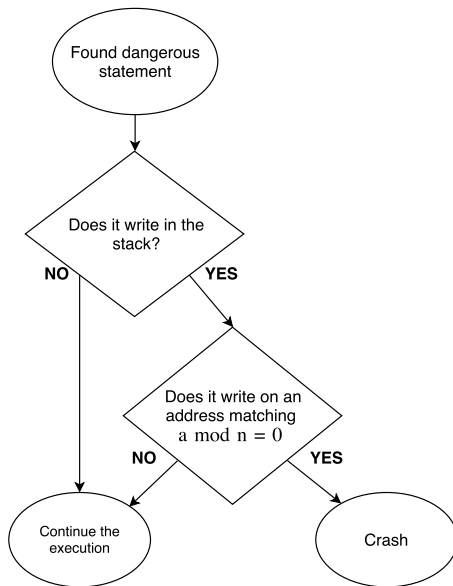 Found dangerous
statement
Does it write in the
stack?
NO
YES
Does it write on an
address matching
a mod n = 0
NO
YES
Continue the
execution
Crash